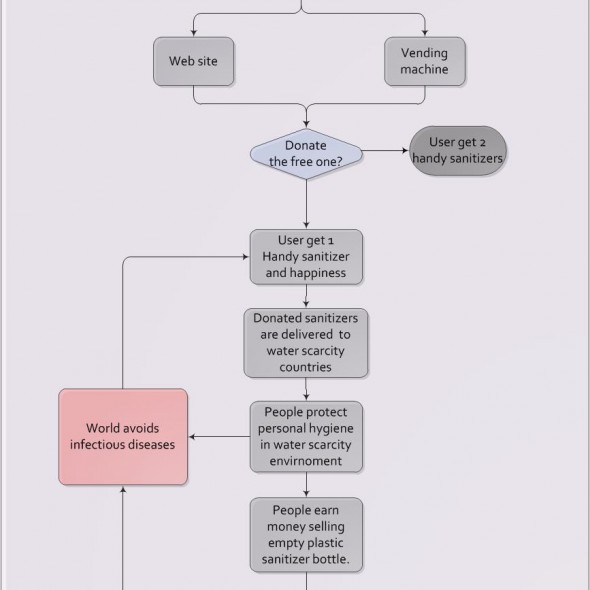 Web site
Vending
machine
Donate
the free one?
User get 2
handy sanitizers
User get 1
Handy sanitizer
and happiness
Donated sanitizers
are delivered to
water scarcity
countries
People protect
personal hygiene
in water scarcity
envirnoment
World avoids
infectious diseases
People earn
money selling
empty plastic
sanitizer bottle.